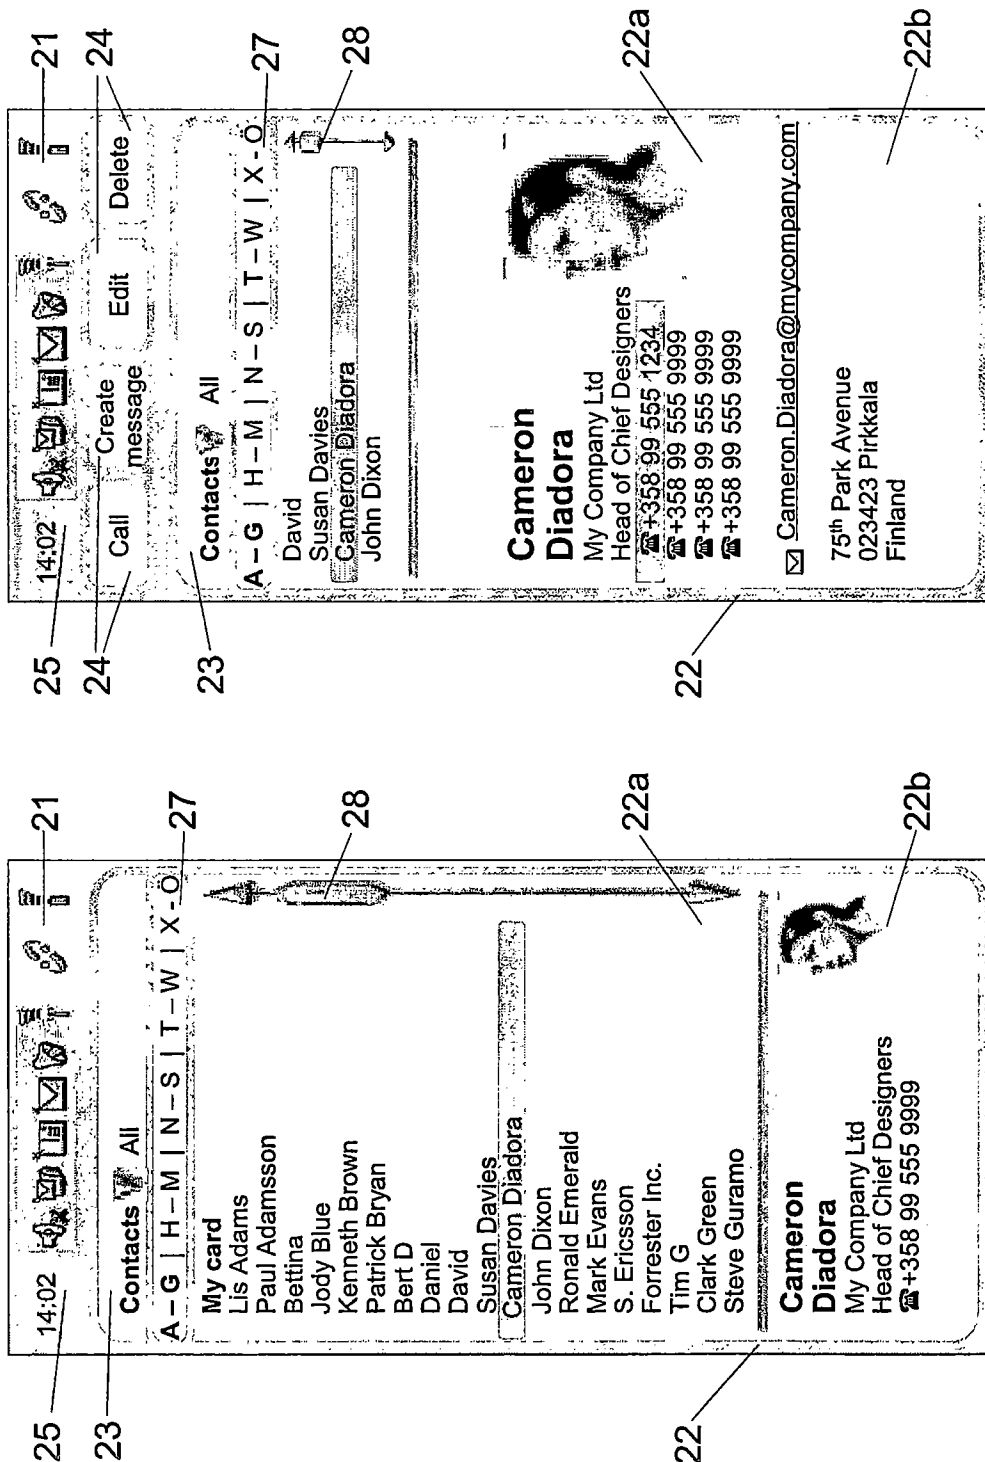 25
14:02
21
23
Contacts All
A – G | H – M | N – S | T – W | X - Ö
27
My card
Lis Adams
Paul Adamsson
Bettina
Jody Blue
Kenneth Brown
Patrick Bryan
Bert D
Daniel
David
Susan Davies
Cameron Diadora
John Dixon
Ronald Emerald
Mark Evans
S. Ericsson
Forrester Inc.
Tim G
Clark Green
Steve Guramo
28
22a
22
Cameron
Diadora
My Company Ltd
Head of Chief Designers
☎+358 99 555 9999
22b
25
14:02
21
24
Call
Create
message
Edit
Delete
24
23
Contacts All
A – G | H – M | N – S | T – W | X - Ö
27
David
Susan Davies
Cameron Diadora
John Dixon
28
Cameron
Diadora
My Company Ltd
Head of Chief Designers
☎+358 99 555 1234
☎+358 99 555 9999
☎+358 99 555 9999
☎+358 99 555 9999
22a
Cameron.Diadora@mycompany.com
22
75th Park Avenue
023423 Pirkkala
Finland
22b